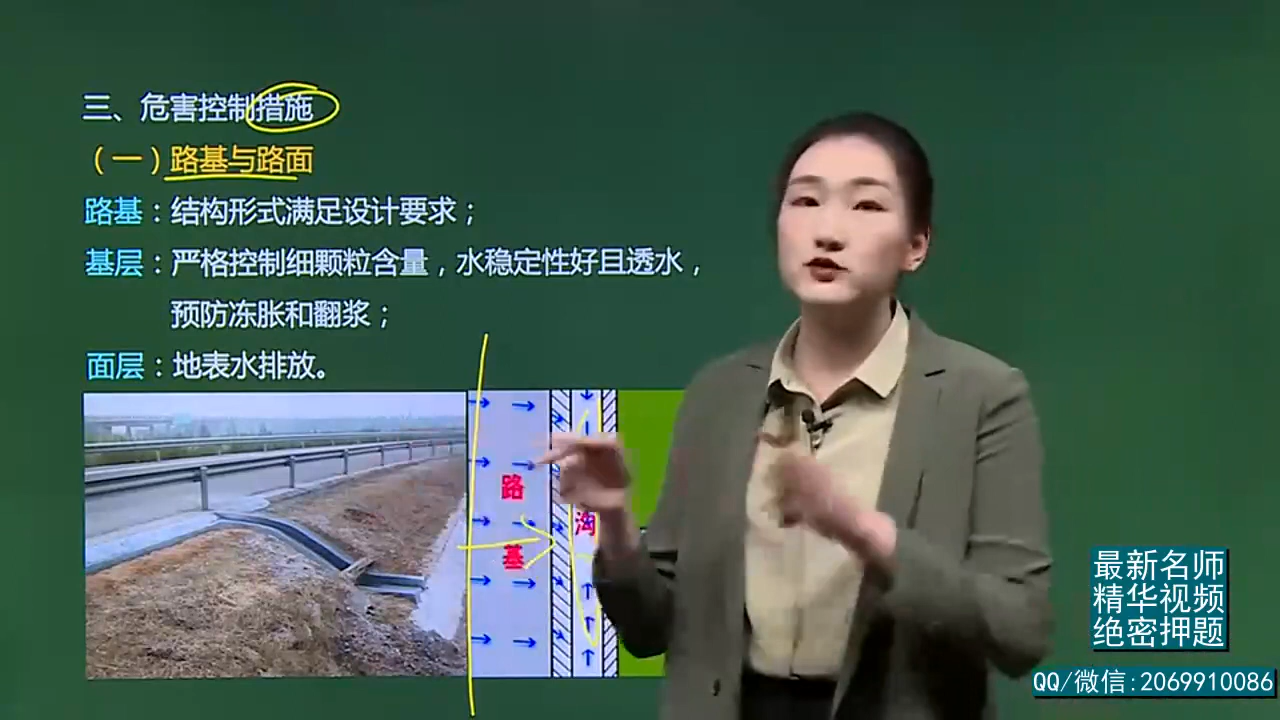 三、危害控制措施
（一）路基与路面
路基：结构形式满足设计要求；
基层：严格控制细颗粒含量，水稳定性好且透水，
预防冻胀和翻浆；
面层：地表水排放。
路
基
沟
最新名师
精华视频
绝密押题
QQ/微信:2069910086